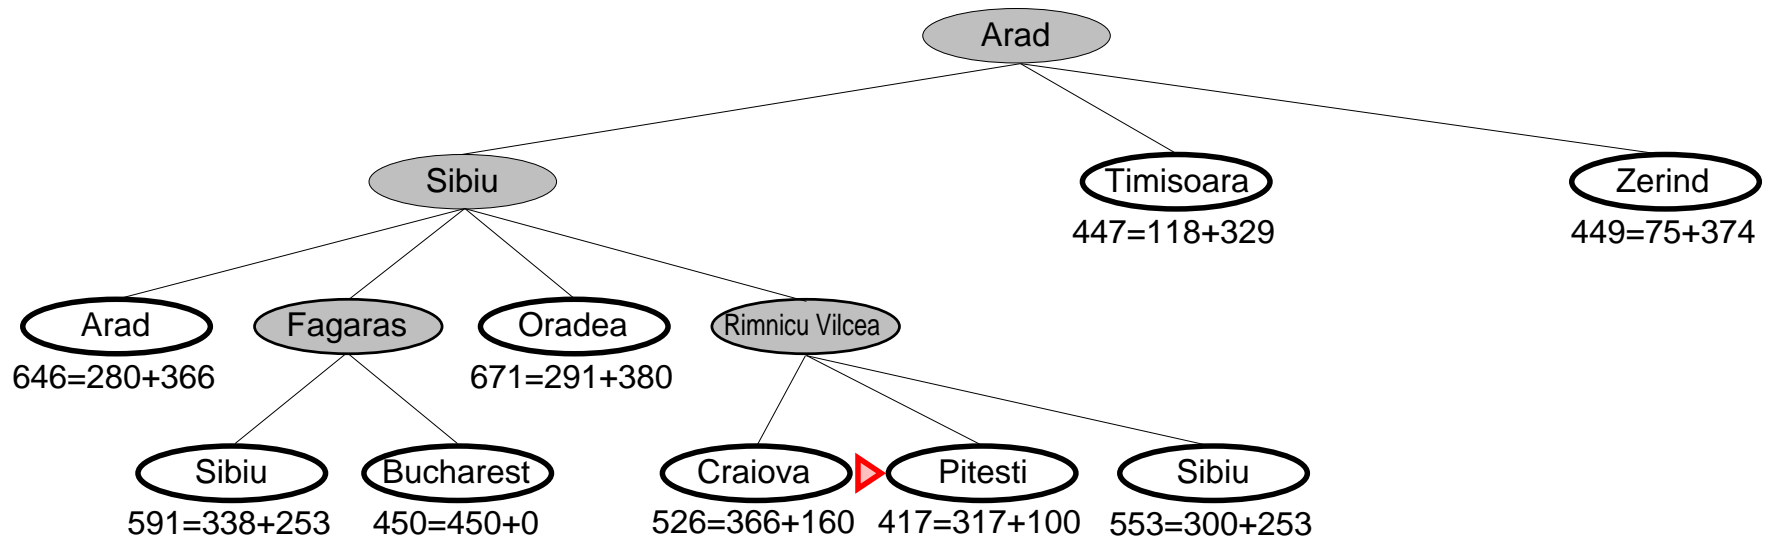 Arad
Sibiu
Timisoara
Zerind
447=118+329
449=75+374
Arad
Fagaras
Oradea
Rimnicu Vilcea
646=280+366
671=291+380
Sibiu
Bucharest
Craiova
Pitesti
Sibiu
591=338+253
450=450+0
526=366+160
417=317+100
553=300+253